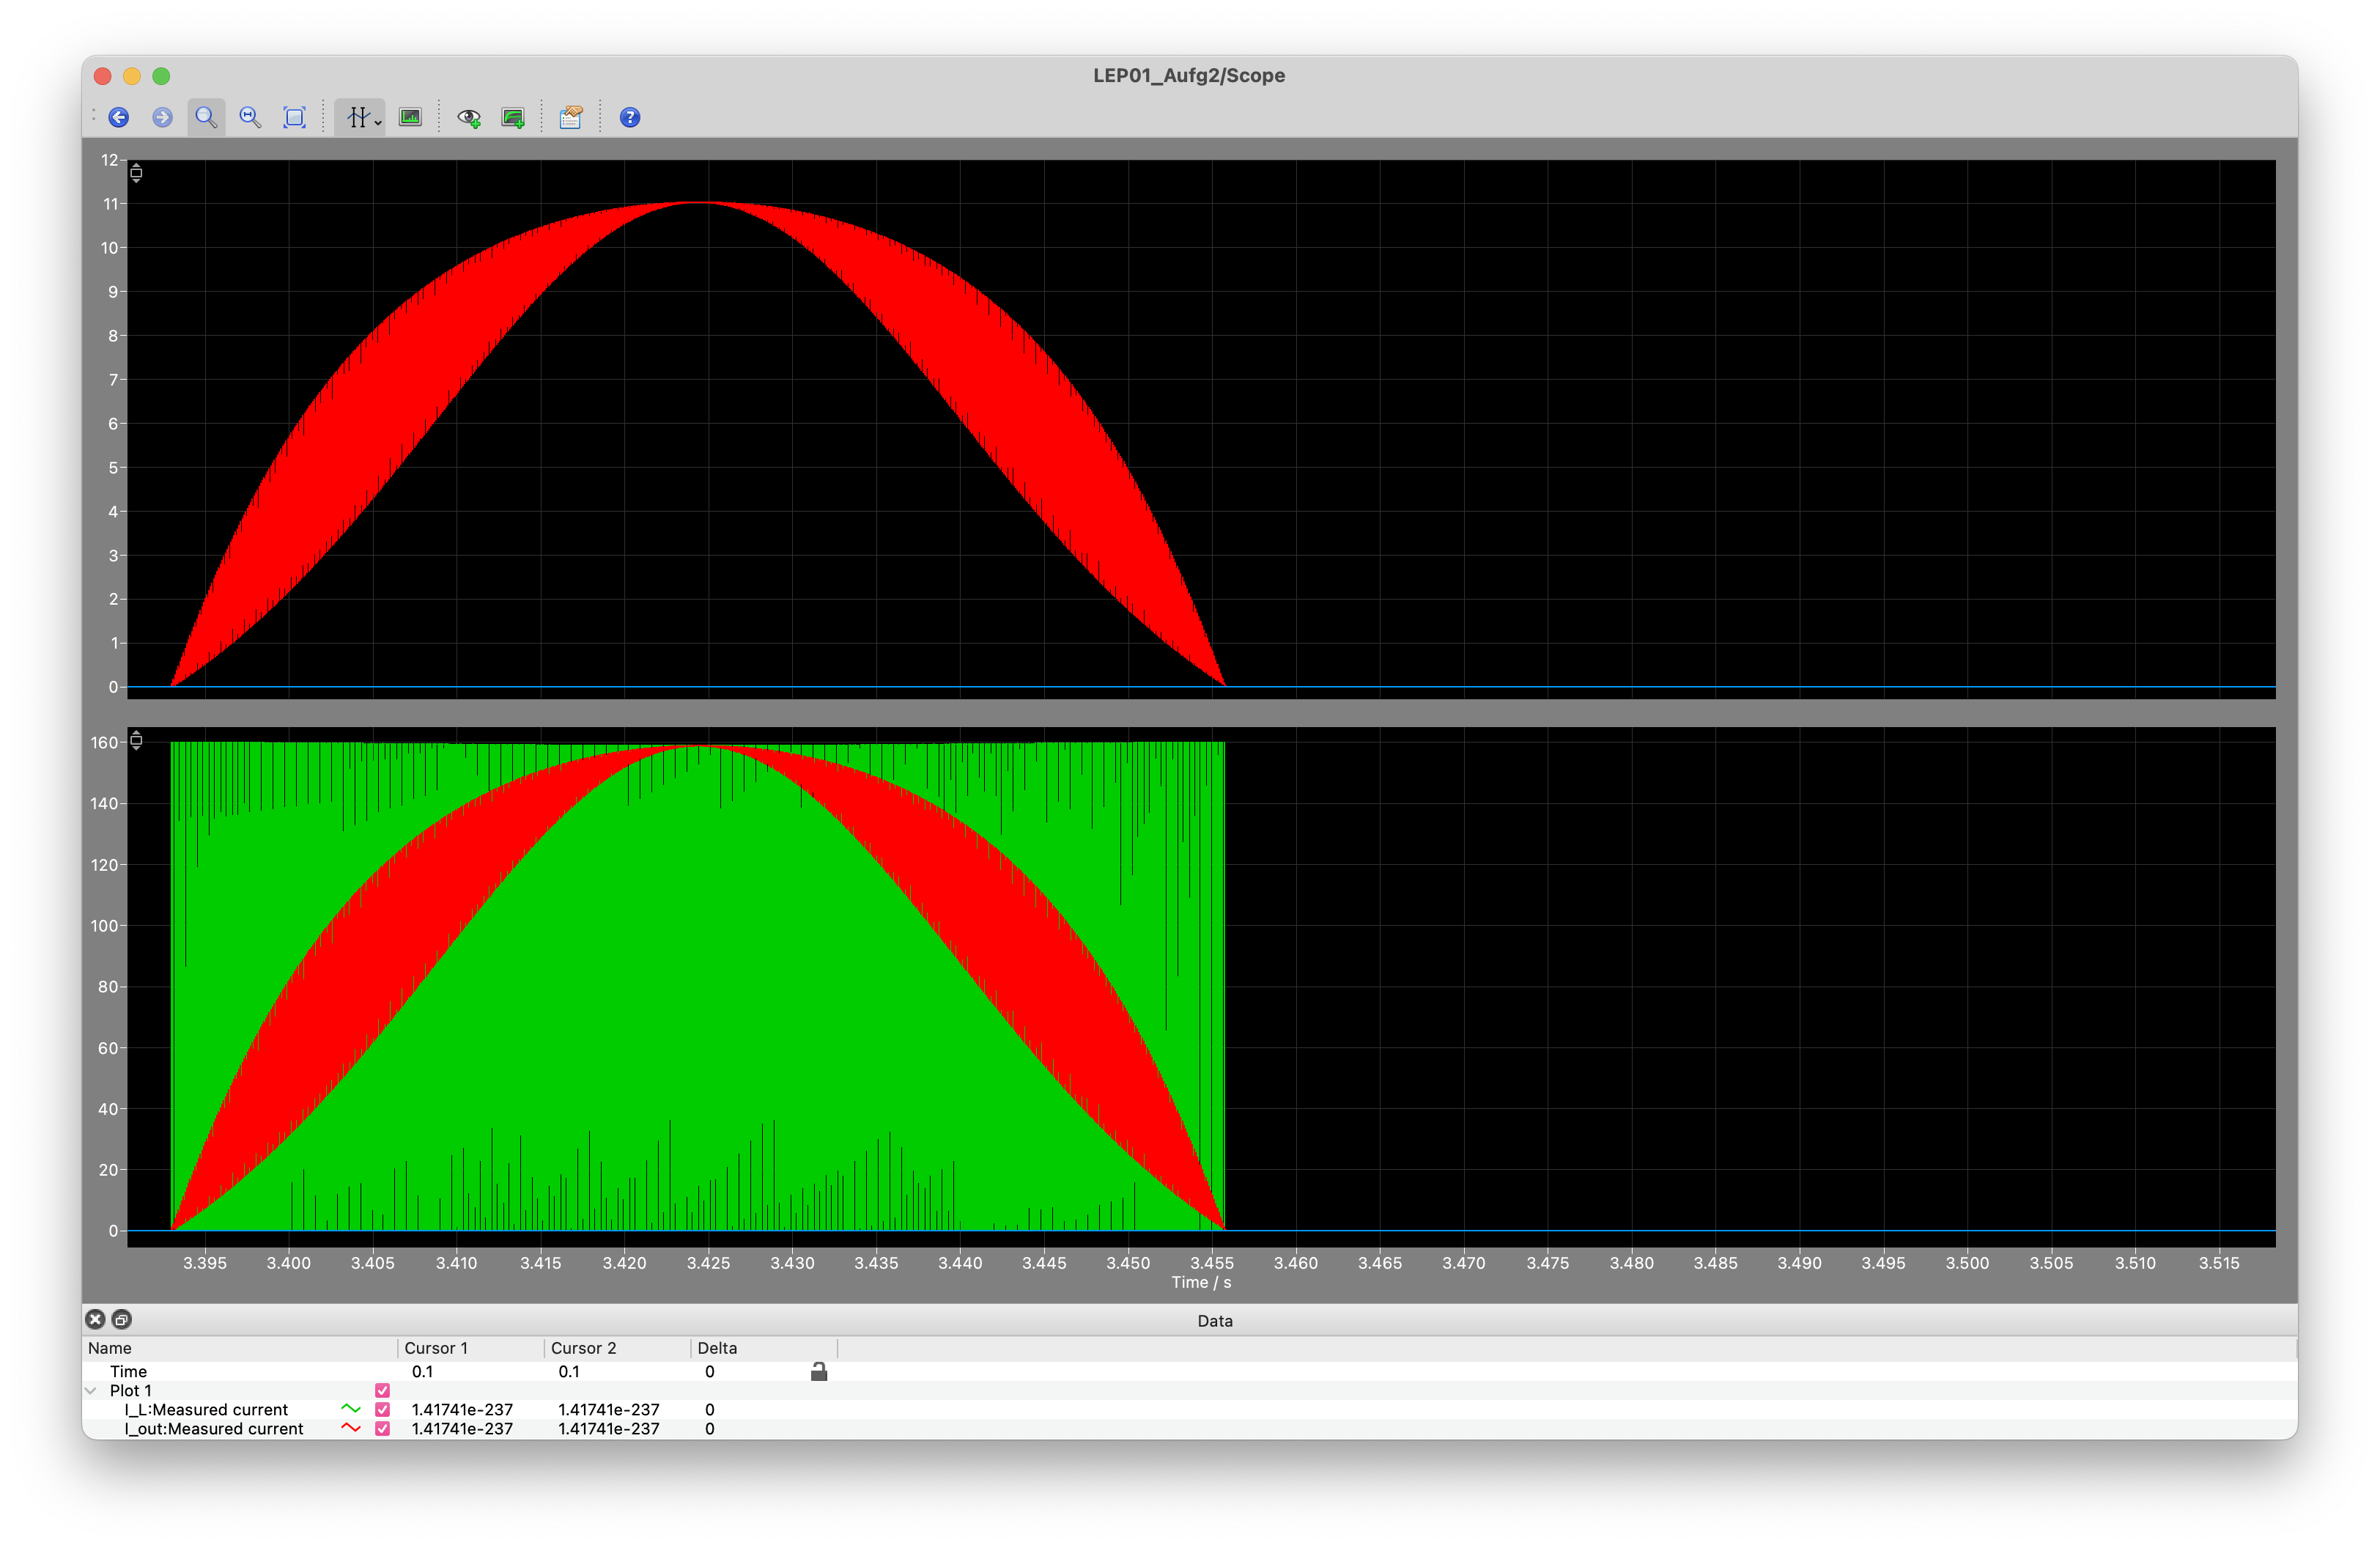 LEP01_Aufg2/Scope
12
11
10
9
8
7
6
5
4
3
2
1
0
160
140
120
100
80
60
40
20
0
3.395 3.400 3.405 3.410 3.415 3.420 3.425 3.430 3.435 3.440 3.445 3.450 3.455 3.460 3.465 3.470 3.475 3.480 3.485 3.490 3.495 3.500 3.505 3.510 3.515
Time / s
Data
Name Cursor 1 Cursor 2 Delta
Time 0.1 0.1 0
Plot 1
I_L:Measured current 1.41741e-237 1.41741e-237 0
I_out:Measured current 1.41741e-237 1.41741e-237 0